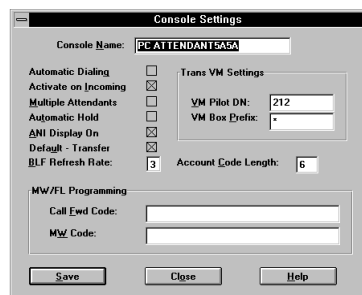 Console Settings
Console Name: PC ATTENDANT5A5A
Automatic Dialing
Activate on Incoming
Multiple Attendants
Automatic Hold
ANI Display On
Default - Transfer
BLF Refresh Rate: 3
Trans VM Settings
VM Pilot DN: 212
VM Box Prefix: *
Account Code Length: 6
MW/FL Programming
Call Fwd Code:
MW Code:
Save Close Help